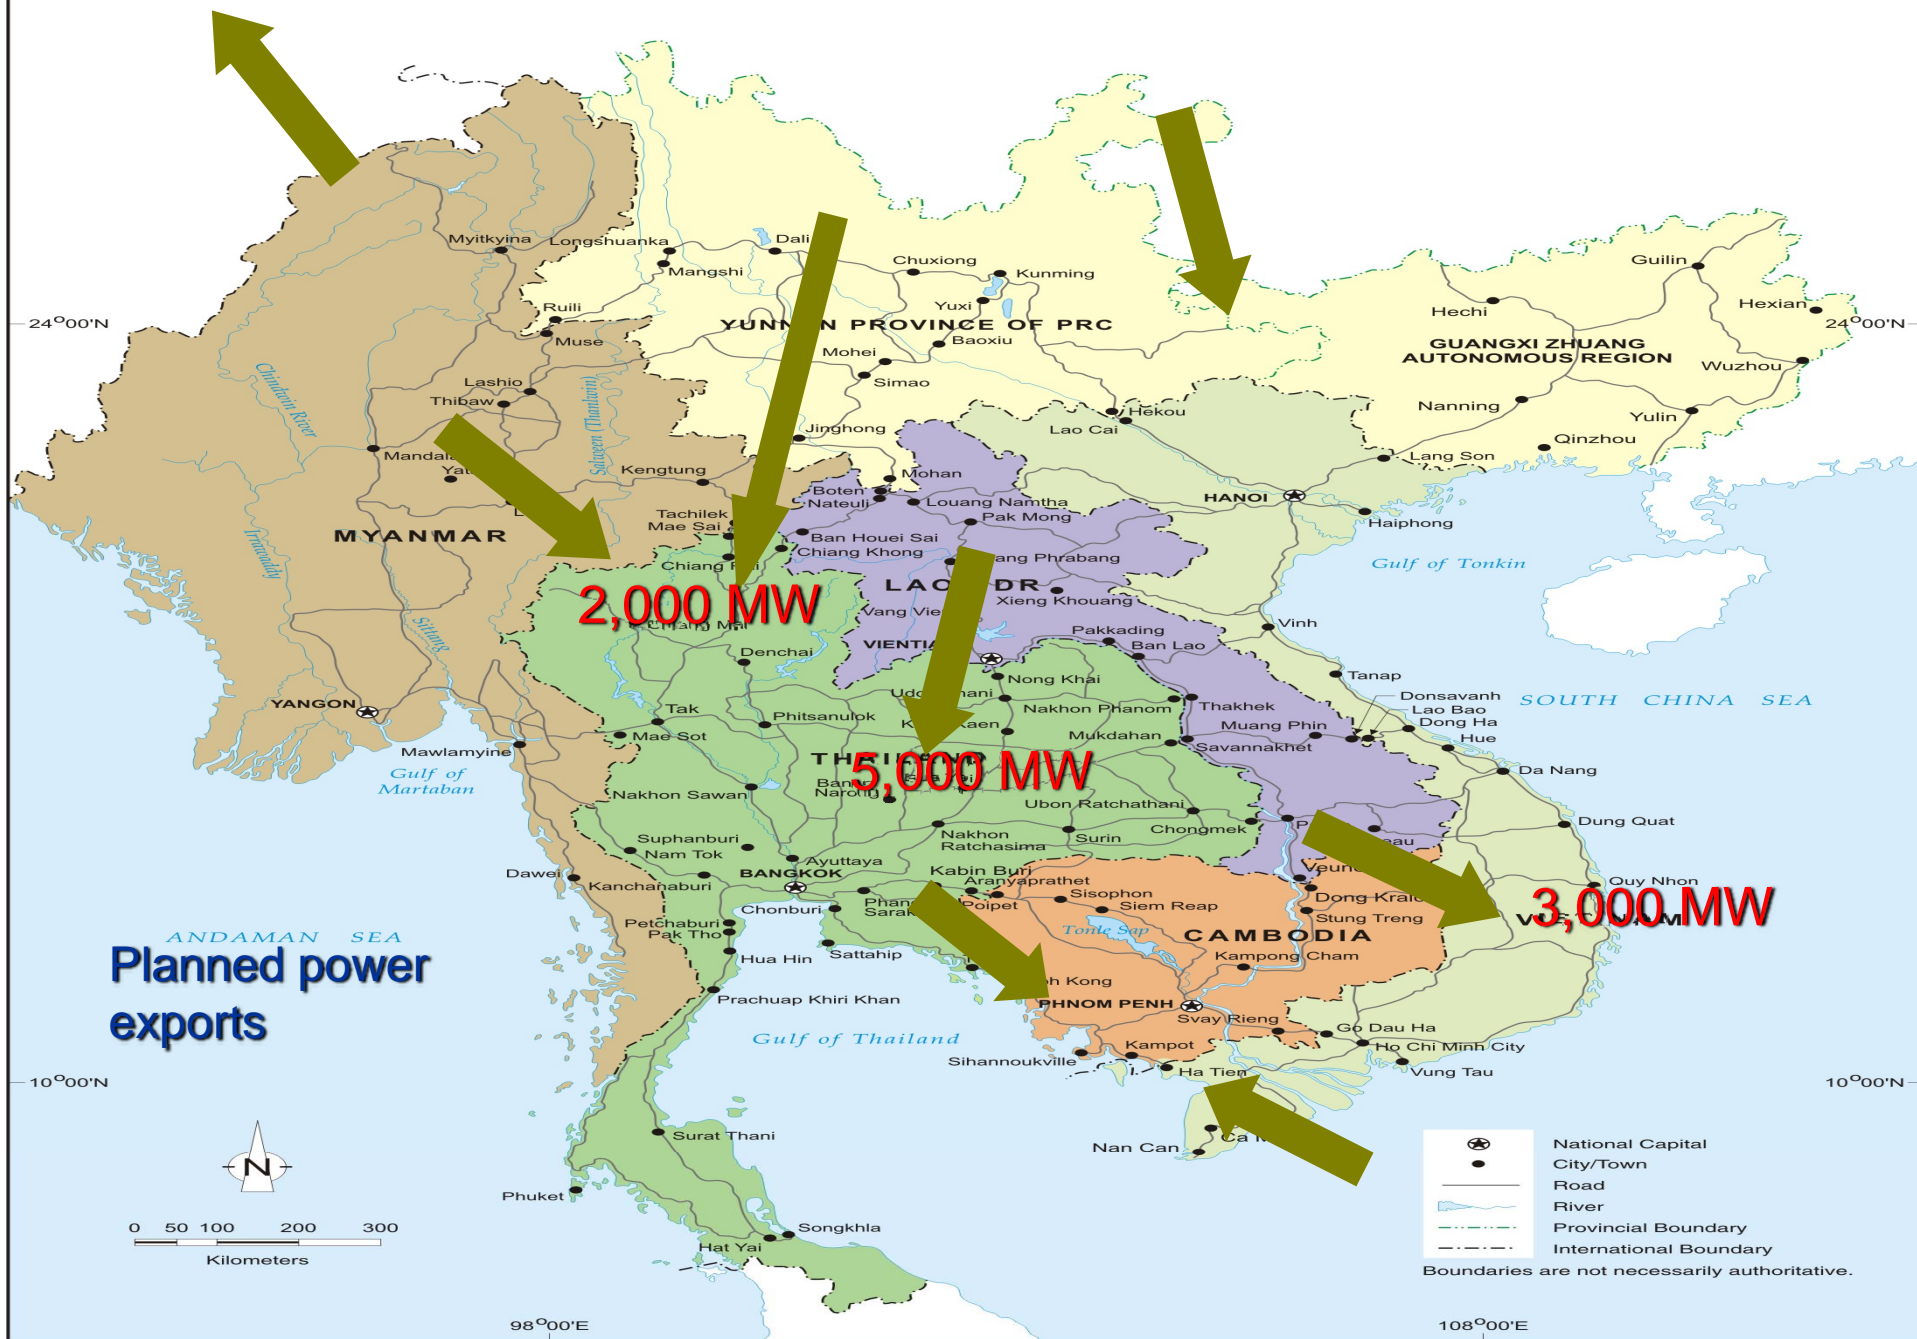 Myitkyina
Longshuanka
Dali
Mangshi
Chuxiong
Kunming
Guilin
Ruili
Yuxi
Hechi
Hexian
24°00'N
PROVINCE OF PRC
24°00'N
Muse
Baoxiu
GUANGXI ZHUANG
AUTONOMOUS REGION
Mohei
Wuzhou
Simao
Lashio
Thibaw
Chindwin River
Salween (Thanlwin)
Nanning
Yulin
Hekou
Lao Cai
Jinghong
Qinzhou
Lang Son
Kengtung
Mohan
Boten
Nateuli
Louang Namtha
HANOI
Tachilek
Mae Sai
Pak Mong
Haiphong
MYANMAR
Irrawaddy
Ban Houei Sai
Chiang Khong
Gulf of Tonkin
Chiang
2,000 MW
Xieng Khouang
Sittang
Vinh
Pakkading
Ban Lao
Denchai
Nong Khai
Tanap
YANGON
Donsavanh
Lao Bao
SOUTH CHINA SEA
Nakhon Phanom
Thakhek
Tak
Phitsanulok
Muang Phin
Dong Ha
Hue
Mae Sot
Mukdahan
Savannakhet
Mawlamyine
5,000 MW
Da Nang
Gulf of
Martaban
Nakhon Sawan
Ubon Ratchathani
Chongmek
Dung Quat
Suphanburi
Nam Tok
Nakhon
Ratchasima
Surin
Ayuttaya
BANGKOK
Kabin Buri
Aranyaprathet
Dawei
Kanchanaburi
Poipet
Sisophon
Siem Reap
Quy Nhon
3,000 MW
Chonburi
Stung Treng
Petchaburi
Pak Tho
Tonle Sap
CAMBODIA
ANDAMAN SEA
Planned power
exports
Hua Hin
Sattahip
Kampong Cham
Prachuap Khiri Khan
Kong
PHNOM PENH
Svay Rieng
Go Dau Ha
Ho Chi Minh City
Gulf of Thailand
Sihannoukville
Kampot
Ha Tien
Vung Tau
10°00'N
10°00'N
Surat Thani
Nan Can
N
Phuket
Songkhla
Hat Yai
0 50 100 200 300
Kilometers
National Capital
City/Town
Road
River
Provincial Boundary
International Boundary
Boundaries are not necessarily authoritative.
98°00'E
108°00'E